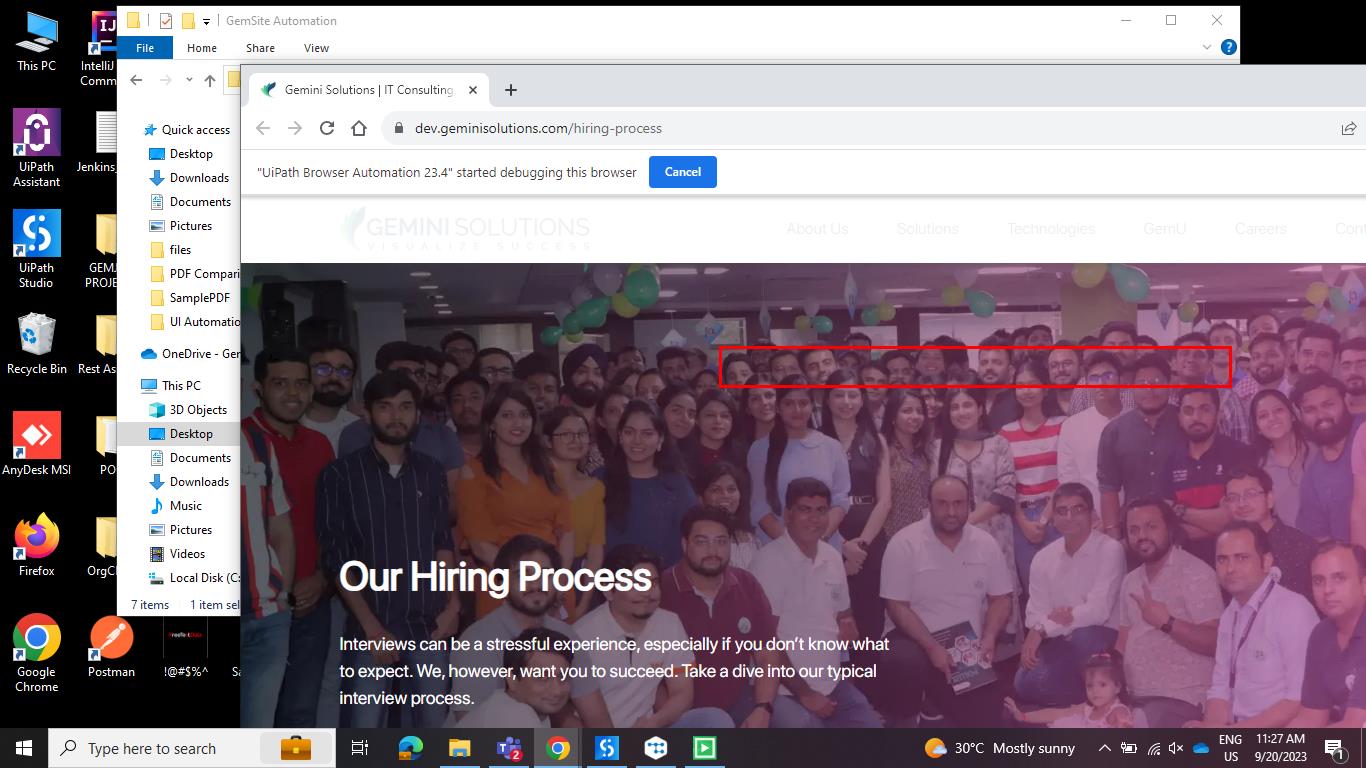 This PC
IntelliJ
Comm
UiPath
Assistant
Jenkins_
UiPath
Studio
GEMJ
PROJE
Recycle Bin
Rest As
AnyDesk MSI
PO
Firefox
OrgCh
Google
Chrome
Postman
!@#$%^
Sa
GemSite Automation
File
Home
Share
View
?
Quick access
Desktop
Downloads
Documents
Pictures
files
PDF Compari
SamplePDF
UI Automatio
OneDrive - Ger
This PC
3D Objects
Desktop
Documents
Downloads
Music
Pictures
Videos
Local Disk (C:
7 items
1 item sel
Gemini Solutions | IT Consulting,
dev.geminisolutions.com/hiring-process
"UiPath Browser Automation 23.4" started debugging this browser
Cancel
GEMINI SOLUTIONS
VISUALIZE SUCCESS
About Us
Solutions
Technologies
GemU
Careers
Cont
Our Hiring Process
Interviews can be a stressful experience, especially if you don’t know what
to expect. We, however, want you to succeed. Take a dive into our typical
interview process.
Type here to search
2
30°C Mostly sunny
ENG
US
11:27 AM
9/20/2023
1